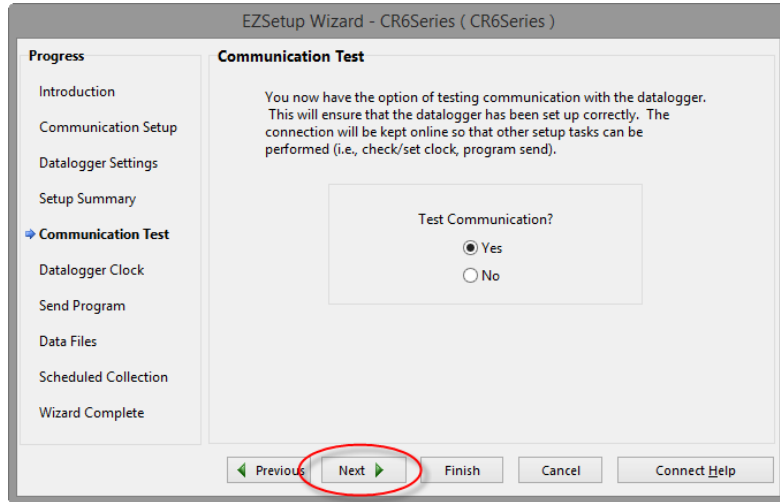 EZSetup Wizard - CR6Series ( CR6Series )
Progress
Introduction
Communication Setup
Datalogger Settings
Setup Summary
Communication Test
Datalogger Clock
Send Program
Data Files
Scheduled Collection
Wizard Complete
Communication Test
You now have the option of testing communication with the datalogger.
This will ensure that the datalogger has been set up correctly. The
connection will be kept online so that other setup tasks can be
performed (i.e., check/set clock, program send).
Test Communication?
Yes
No
Previous
Next
Finish
Cancel
Connect Help